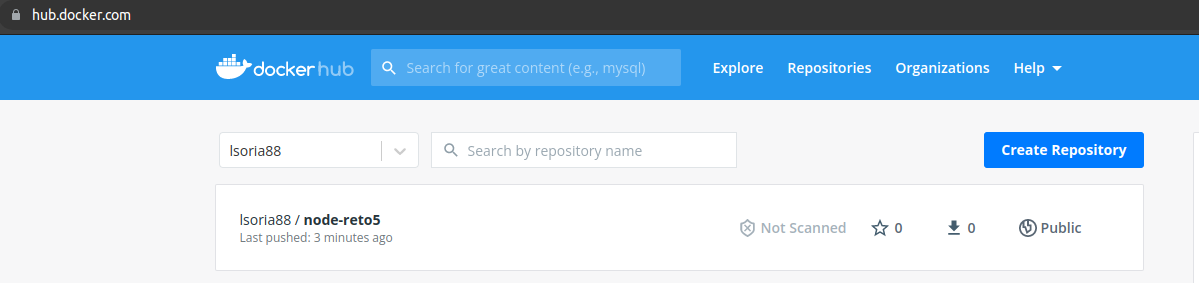 hub.docker.com
docker hub Search for great content (e.g., mysql) Explore Repositories Organizations Help
lsoria88 Search by repository name Create Repository
lsoria88 / node-reto5 Not Scanned 0 0 Public
Last pushed: 3 minutes ago